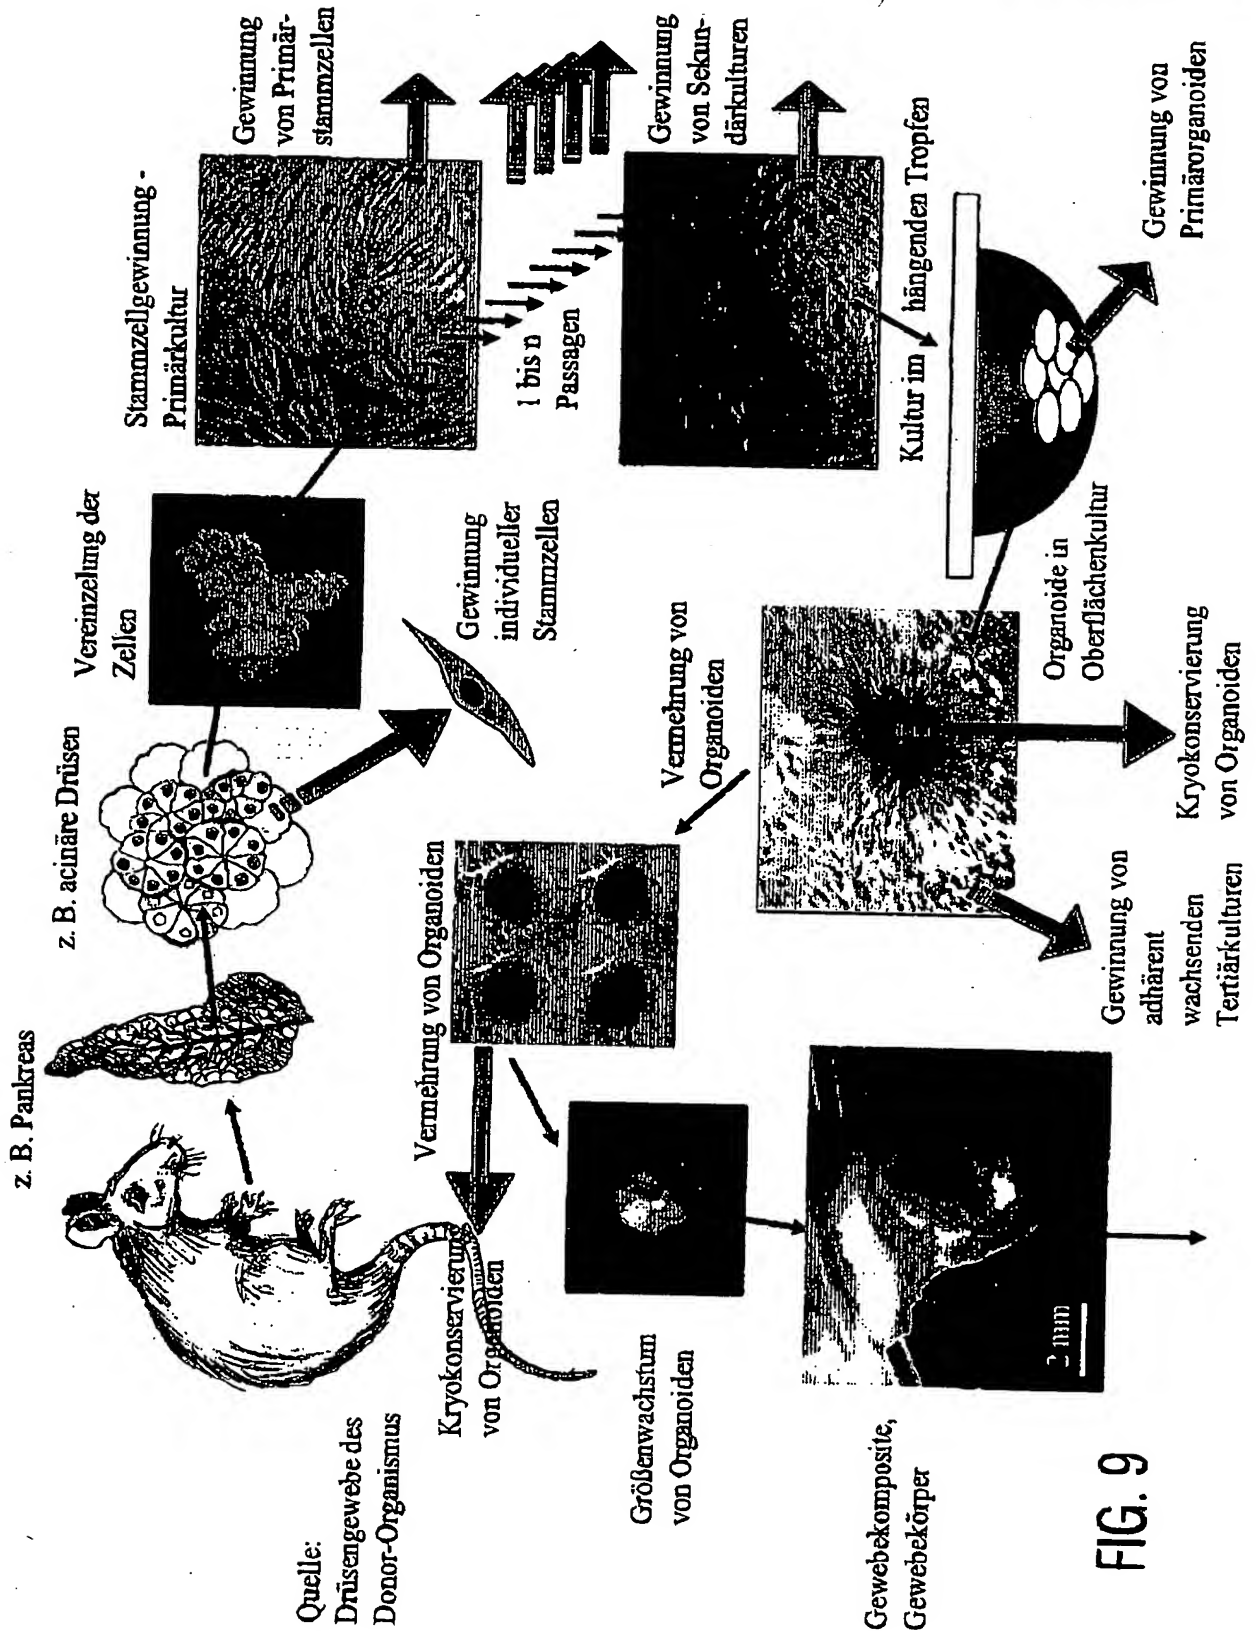 Quelle:
Drüsengewebe des
Donor-Organismus
z. B. Pankreas
z. B. acinäre Drüsen
Vereinzelung der
Zellen
Stammzellgewinnung -
Primärkultur
Gewinnung
von Primär-
stammzellen
Gewinnung
individueller
Stammzellen
1 bis n
Passagen
Gewinnung
von Sekun-
därkulturen
Kultur im hängenden Tropfen
Gewinnung von
Primärorganoiden
Organoide in
Oberflächenkultur
Vermehrung von
Organoiden
Kryokonservierung
von Organoiden
Gewinnung von
adhärent
wachsenden
Tertiärkulturen
Vermehrung von Organoiden
Kryokonservierung
von Organoiden
Größenwachstum
von Organoiden
Gewebekomposite,
Gewebekörper
2 mm
FIG. 9